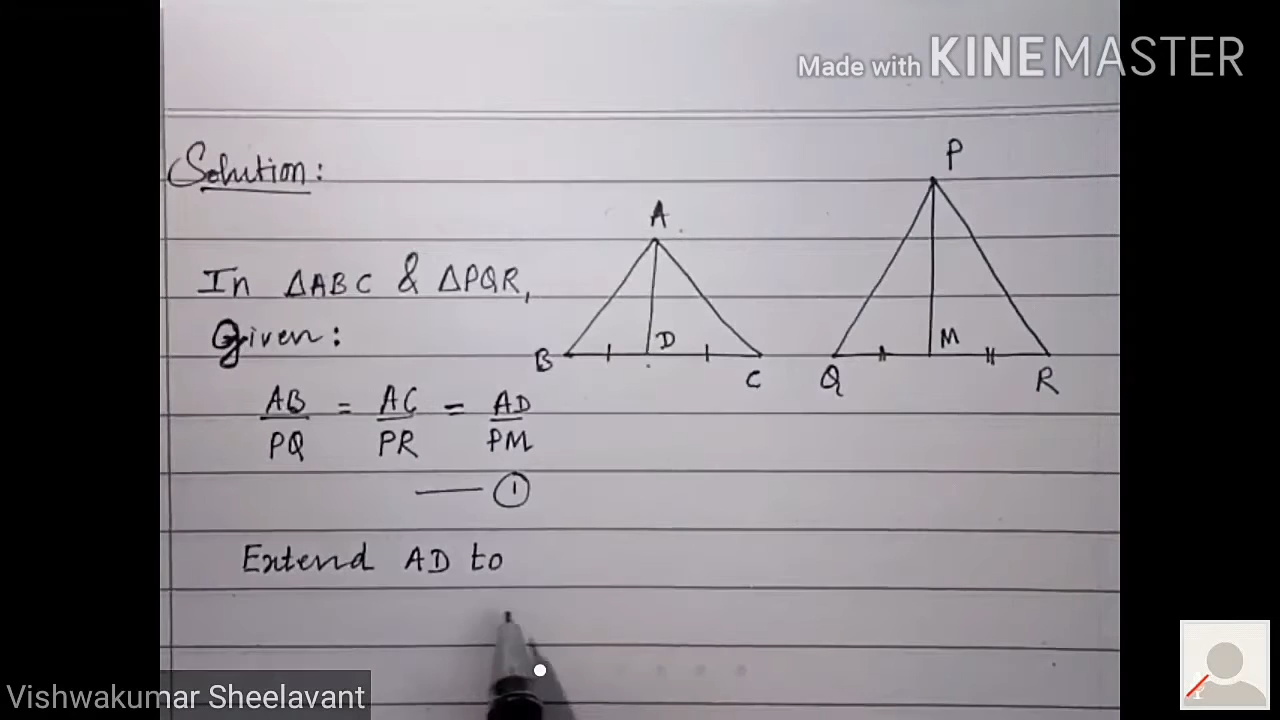 Made with KINEMASTER
Solution:
In ΔABC & ΔPQR,
Given:
AB/PQ = AC/PR = AD/PM
— ①
Extend AD to
A
B
D
C
P
Q
M
R
Vishwakumar Sheelavant